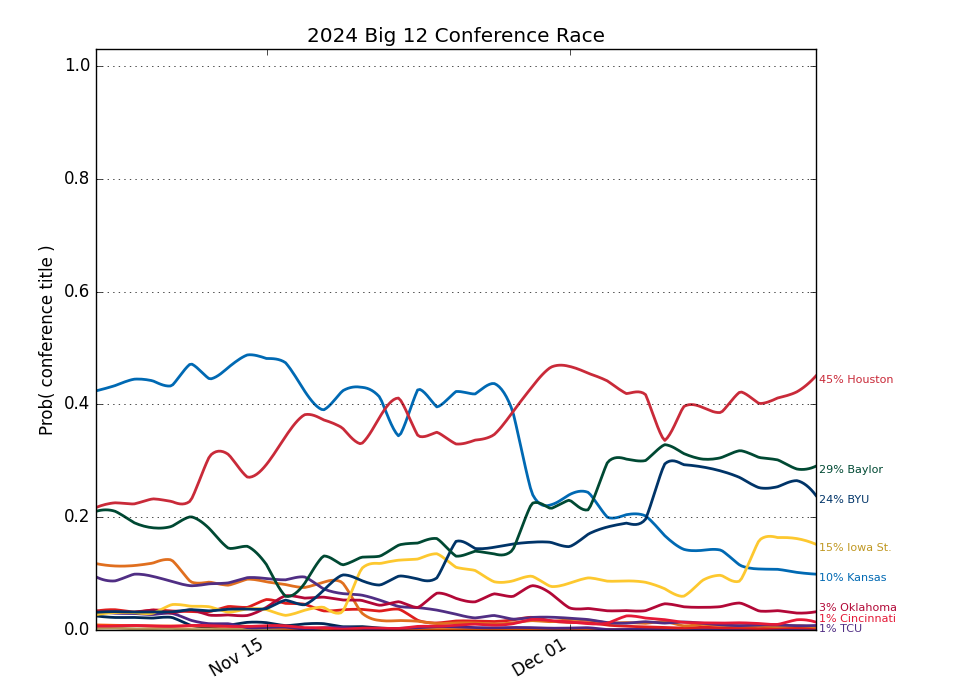 2024 Big 12 Conference Race
1.0
0.8
0.6
0.4
0.2
0.0
Prob( conference title )
Nov 15
Dec 01
45% Houston
29% Baylor
24% BYU
15% Iowa St.
10% Kansas
3% Oklahoma
1% Cincinnati
1% TCU